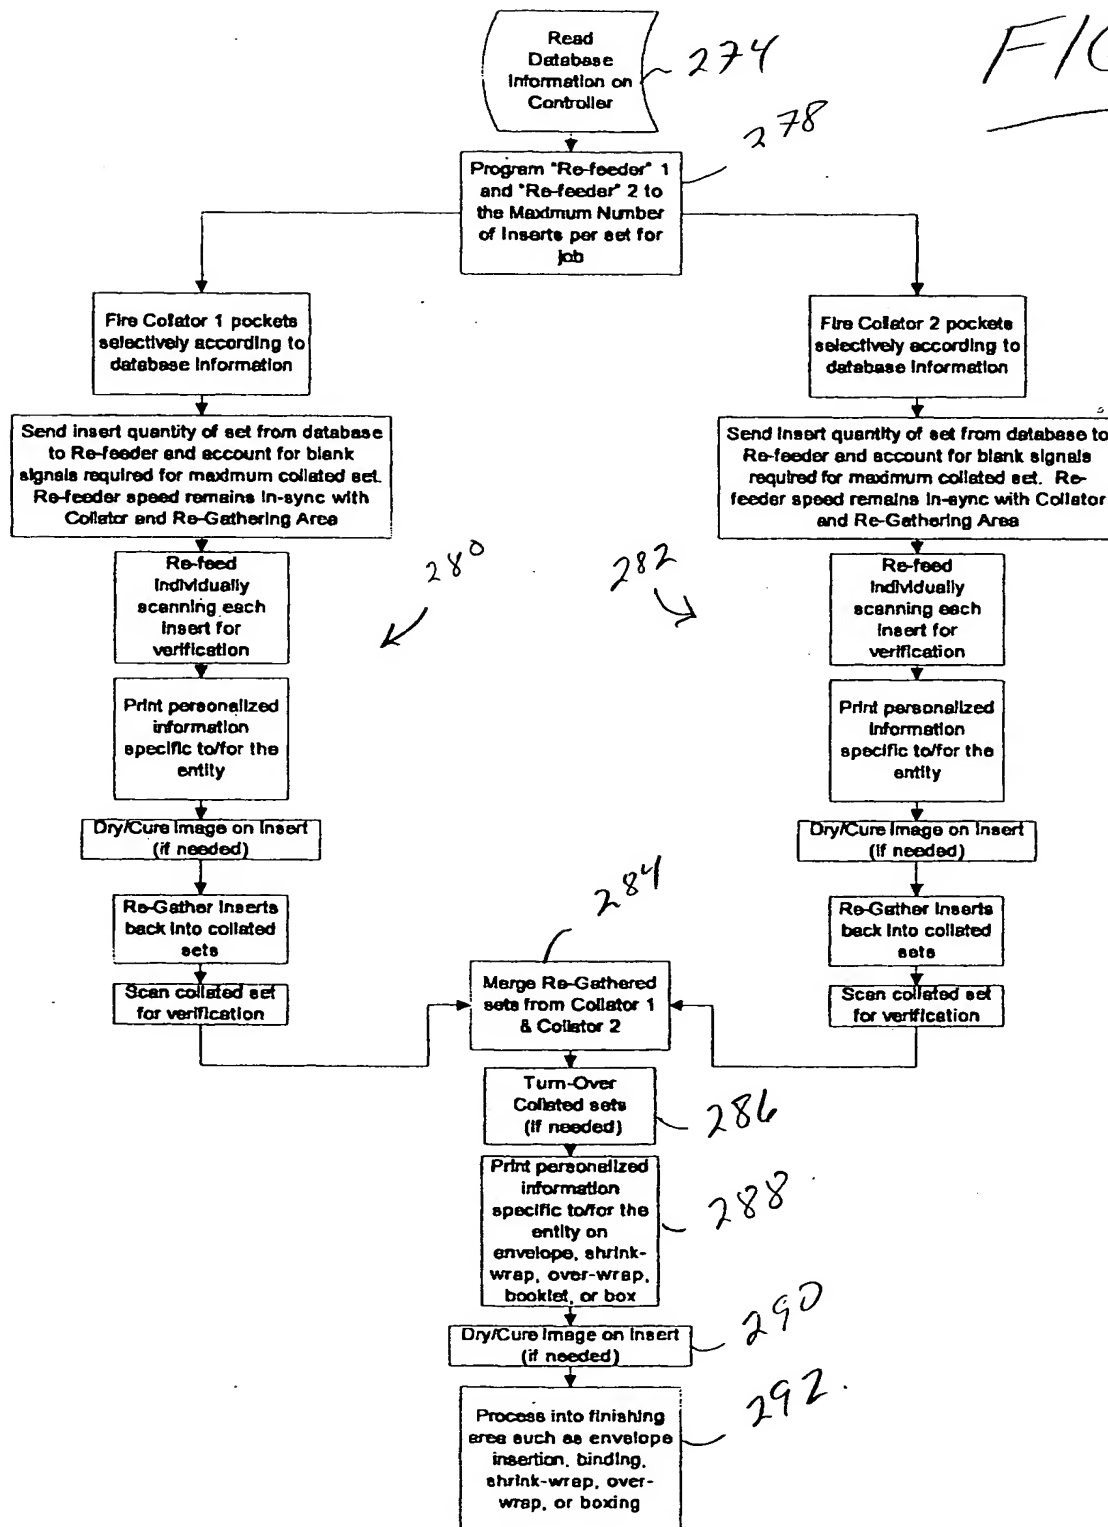 Read
Database
Information on
Controller
274
278
Program "Re-feeder" 1
and "Re-feeder" 2 to
the Maximum Number
of Inserts per set for
job
Fire Collator 1 pockets
selectively according to
database information
Send insert quantity of set from database
to Re-feeder and account for blank
signals required for maximum collated set.
Re-feeder speed remains in-sync with
Collator and Re-Gathering Area
Re-feed
individually
scanning each
insert for
verification
280
Print personalized
information
specific to/for the
entity
Dry/Cure Image on Insert
(if needed)
Re-Gather Inserts
back into collated
sets
Scan collated set
for verification
Fire Collator 2 pockets
selectively according to
database information
Send insert quantity of set from database to
Re-feeder and account for blank signals
required for maximum collated set. Re-
feeder speed remains in-sync with Collator
and Re-Gathering Area
Re-feed
individually
scanning each
insert for
verification
282
Print personalized
information
specific to/for the
entity
Dry/Cure Image on Insert
(if needed)
Re-Gather Inserts
back into collated
sets
Scan collated set
for verification
284
Merge Re-Gathered
sets from Collator 1
& Collator 2
Turn-Over
Collated sets
(if needed)
286
Print personalized
information
specific to/for the
entity on
envelope, shrink-
wrap, over-wrap,
booklet, or box
288
Dry/Cure Image on Insert
(if needed)
290
Process into finishing
area such as envelope
insertion, binding,
shrink-wrap, over-
wrap, or boxing
292.